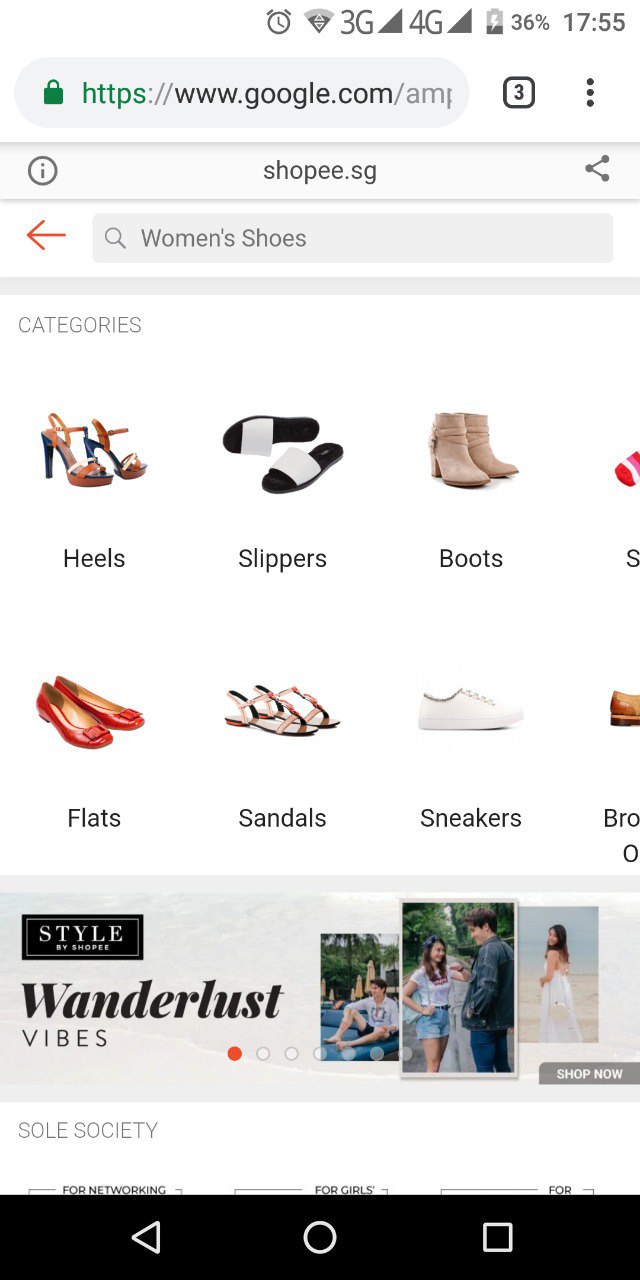 3G 4G 36% 17:55
https://www.google.com/amp
3
shopee.sg
Women's Shoes
CATEGORIES
Heels Slippers Boots S
Flats Sandals Sneakers Bro
O
STYLE
BY SHOPEE
Wanderlust
VIBES
SHOP NOW
SOLE SOCIETY
FOR NETWORKING FOR GIRLS' FOR